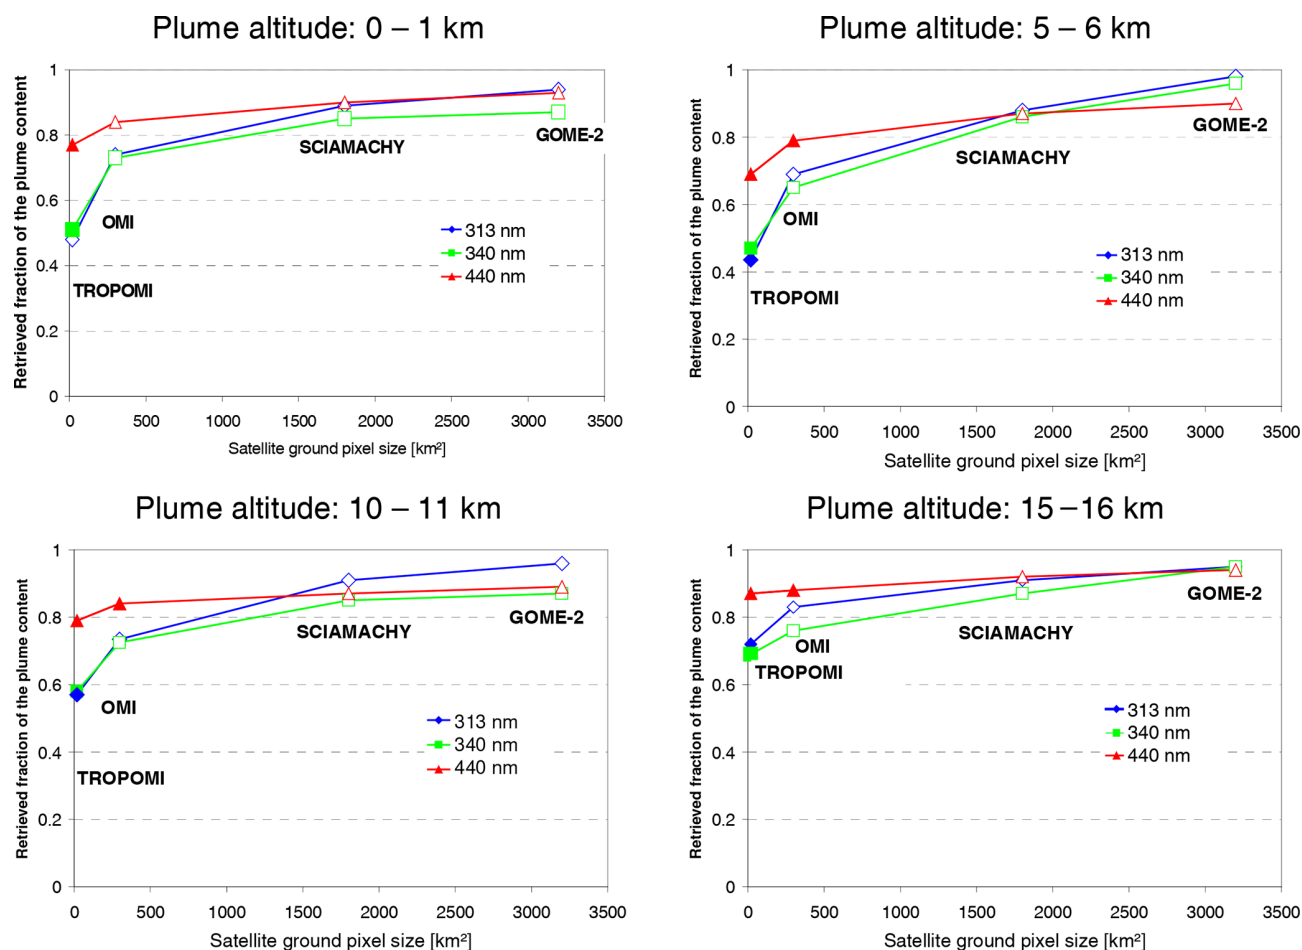 Plume altitude: 0 – 1 km
Retrieved fraction of the plume content
1
0.8
0.6
0.4
0.2
0
GOME-2
SCIAMACHY
OMI
TROPOMI
313 nm
340 nm
440 nm
0 500 1000 1500 2000 2500 3000 3500
Satellite ground pixel size [km²]
Plume altitude: 5 – 6 km
Retrieved fraction of the plume content
1
0.8
0.6
0.4
0.2
0
GOME-2
SCIAMACHY
OMI
TROPOMI
313 nm
340 nm
440 nm
0 500 1000 1500 2000 2500 3000 3500
Satellite ground pixel size [km²]
Plume altitude: 10 – 11 km
Retrieved fraction of the plume content
1
0.8
0.6
0.4
0.2
0
GOME-2
SCIAMACHY
OMI
TROPOMI
313 nm
340 nm
440 nm
0 500 1000 1500 2000 2500 3000 3500
Satellite ground pixel size [km²]
Plume altitude: 15 –16 km
Retrieved fraction of the plume content
1
0.8
0.6
0.4
0.2
0
GOME-2
SCIAMACHY
OMI
TROPOMI
313 nm
340 nm
440 nm
0 500 1000 1500 2000 2500 3000 3500
Satellite ground pixel size [km²]